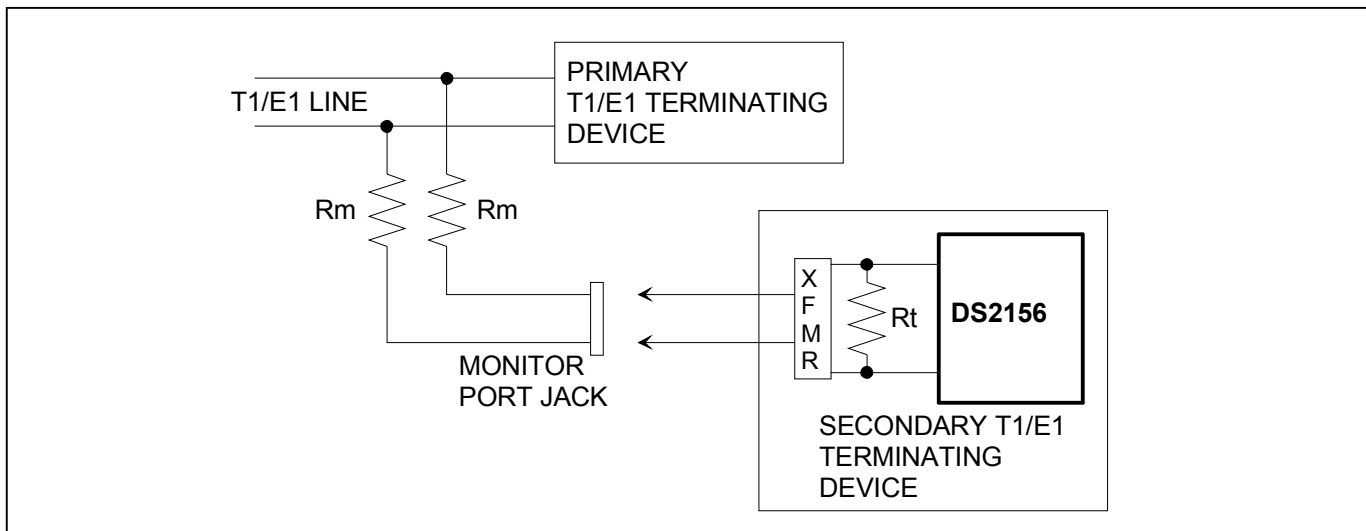 PRIMARY
T1/E1 TERMINATING
DEVICE
T1/E1 LINE
Rm
Rm
X
F
M
R
Rt
DS2156
MONITOR
PORT JACK
SECONDARY T1/E1
TERMINATING
DEVICE